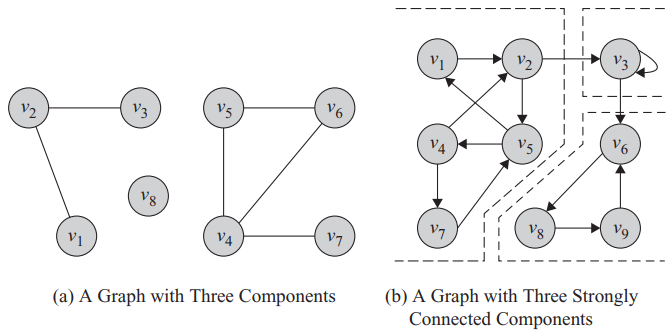 v1 v2 v3
v2 v3 v5 v6
v4 v5 v6
v8
v1 v4 v7 v7 v8 v9
(a) A Graph with Three Components
(b) A Graph with Three Strongly
Connected Components